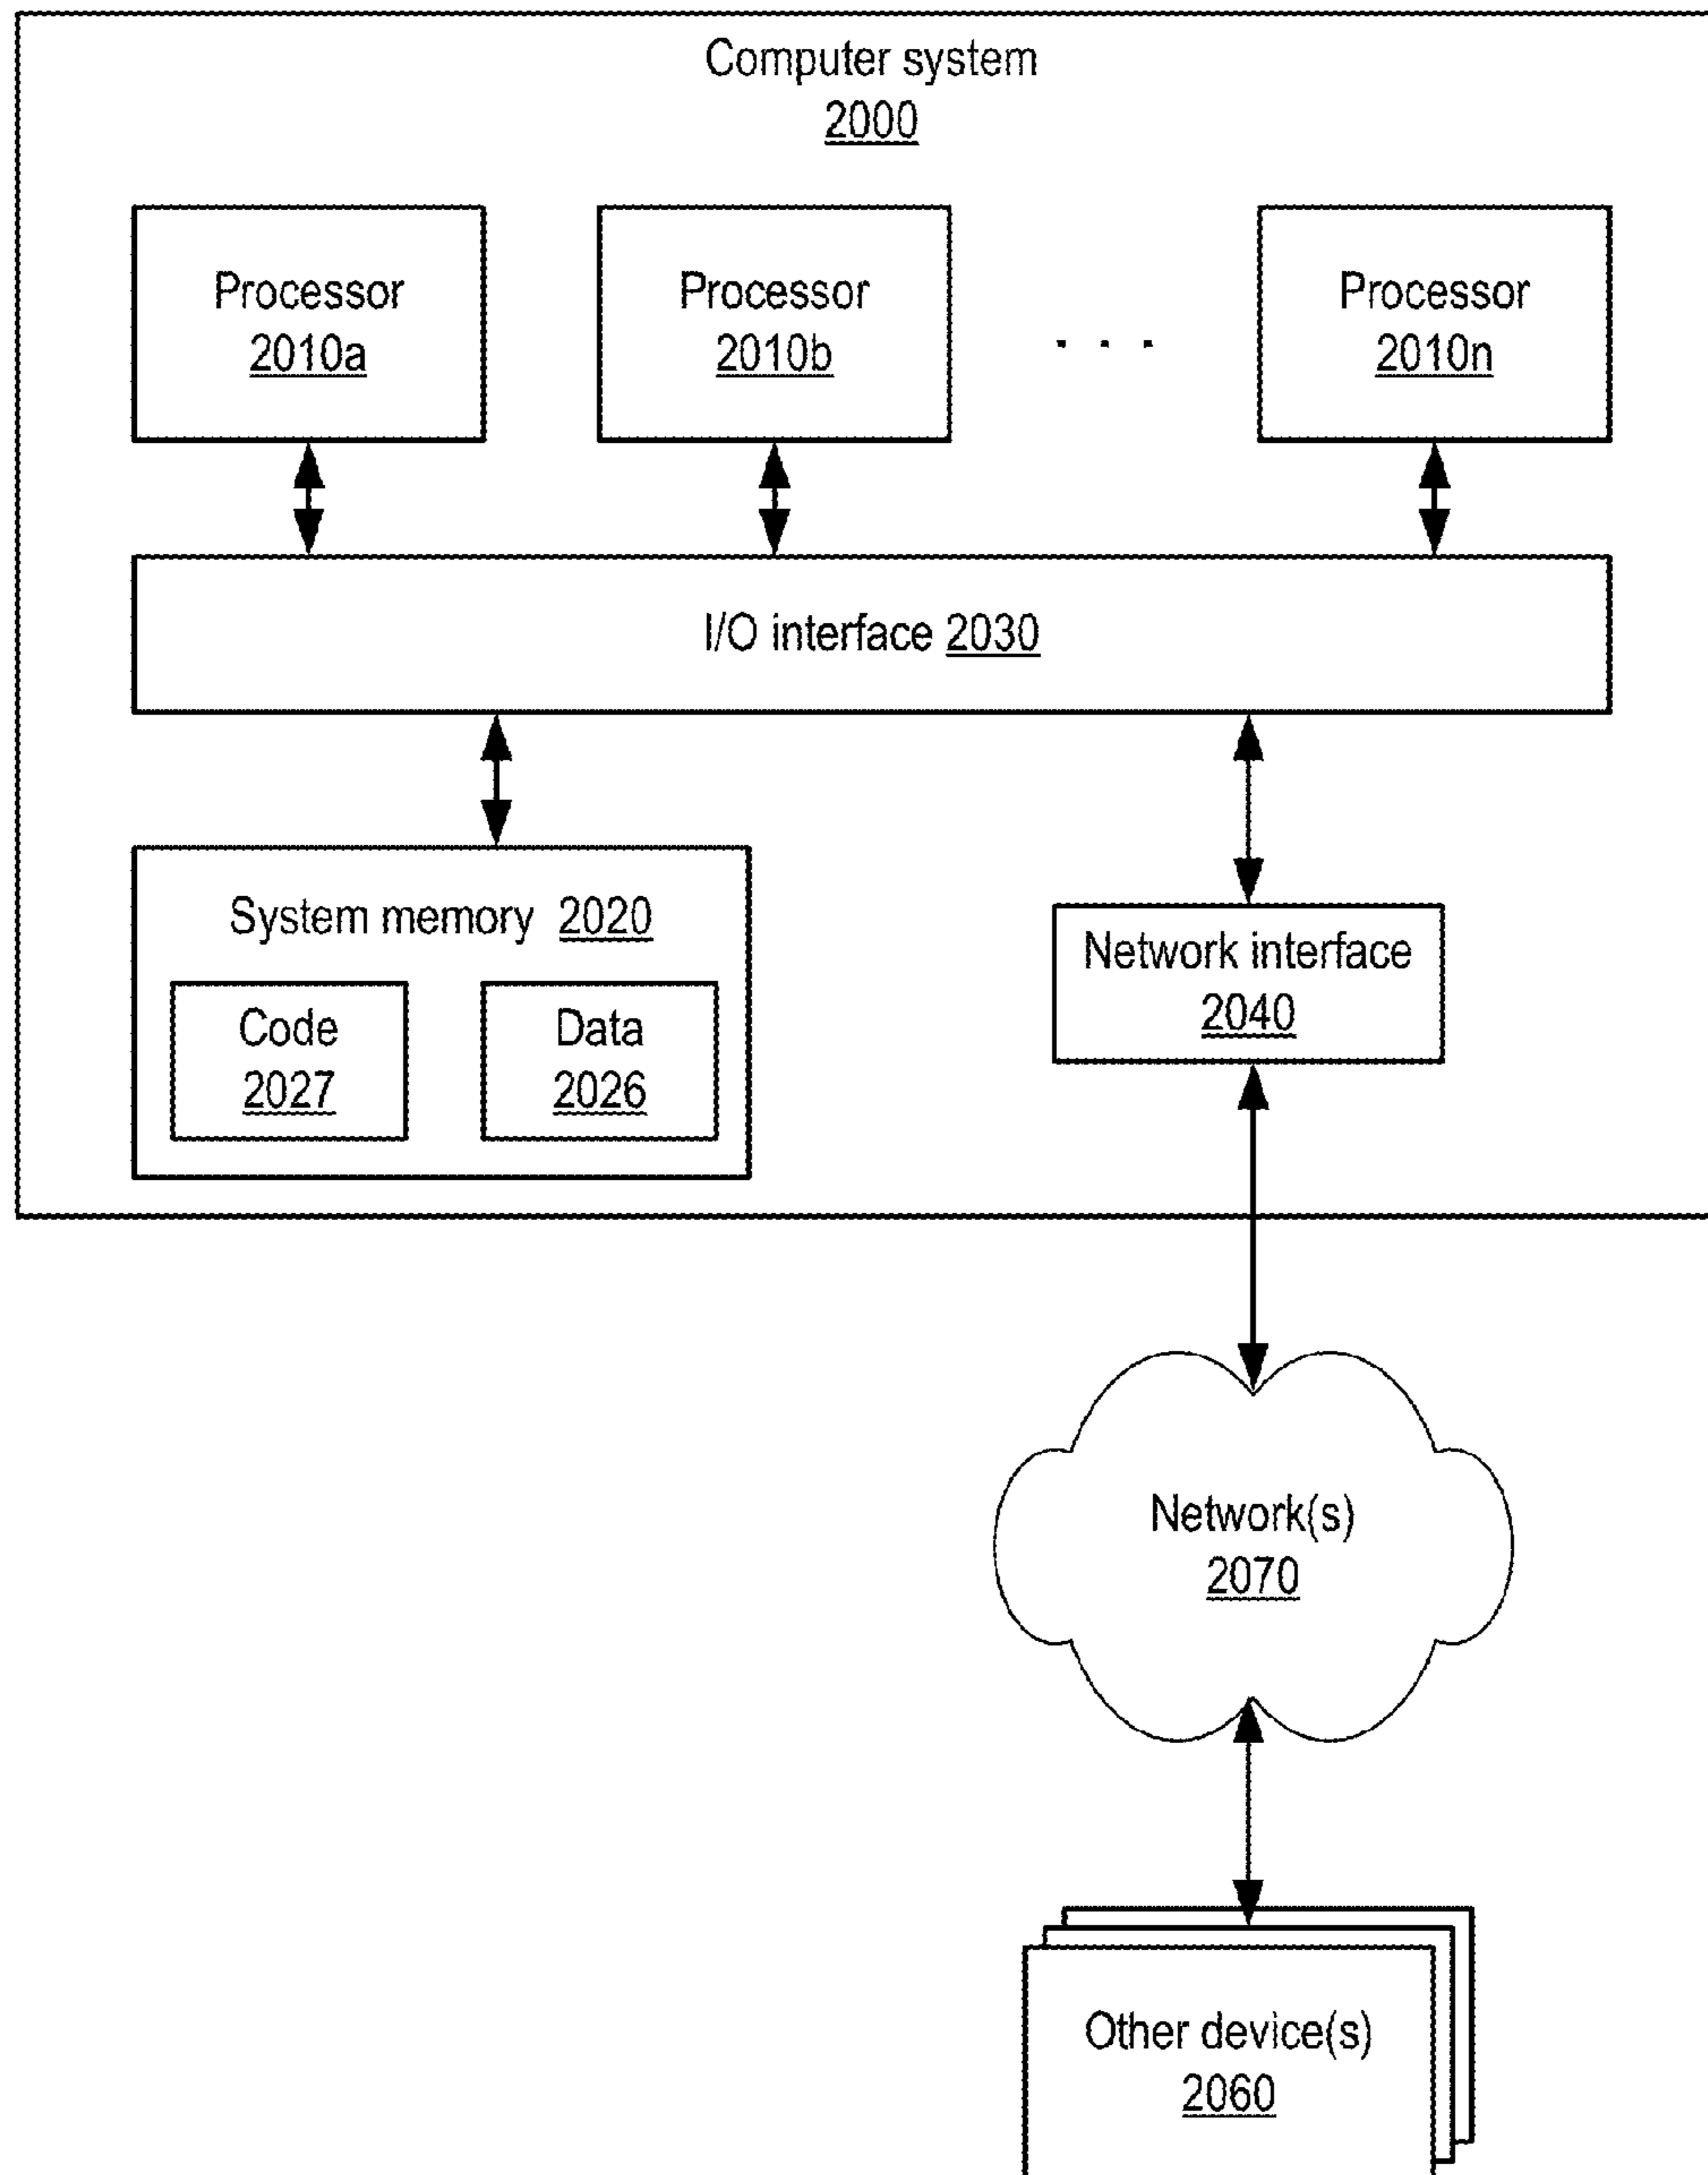 Computer system
2000
Processor
2010a
Processor
2010b
. . .
Processor
2010n
I/O interface 2030
System memory 2020
Code
2027
Data
2026
Network interface
2040
Network(s)
2070
Other device(s)
2060